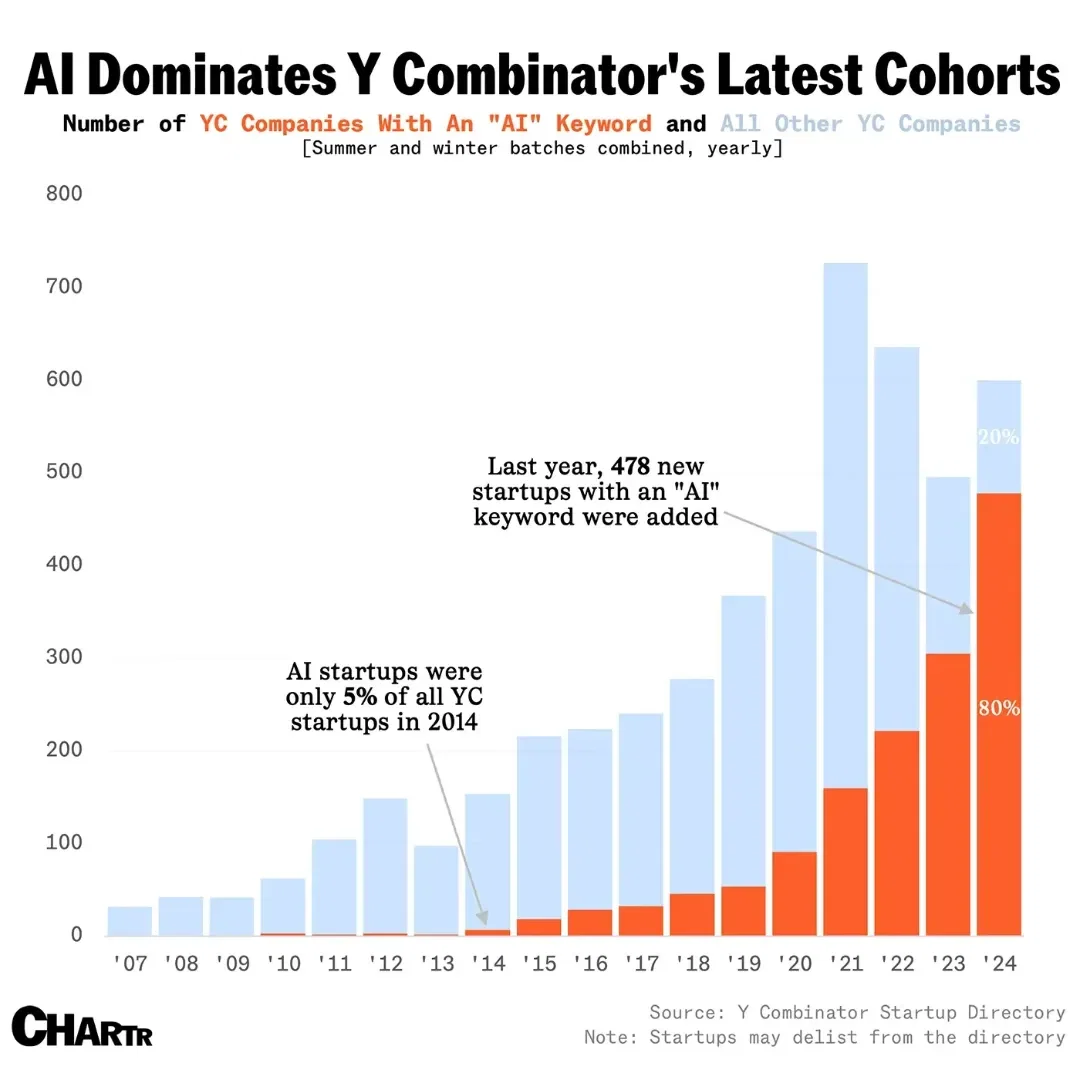 AI Dominates Y Combinator's Latest Cohorts
Number of YC Companies With An "AI" Keyword and All Other YC Companies
[Summer and winter batches combined, yearly]
800
700
600
500
400
300
200
100
0
20%
80%
Last year, 478 new
startups with an "AI"
keyword were added
AI startups were
only 5% of all YC
startups in 2014
'07 '08 '09 '10 '11 '12 '13 '14 '15 '16 '17 '18 '19 '20 '21 '22 '23 '24
CHARTR
Source: Y Combinator Startup Directory
Note: Startups may delist from the directory